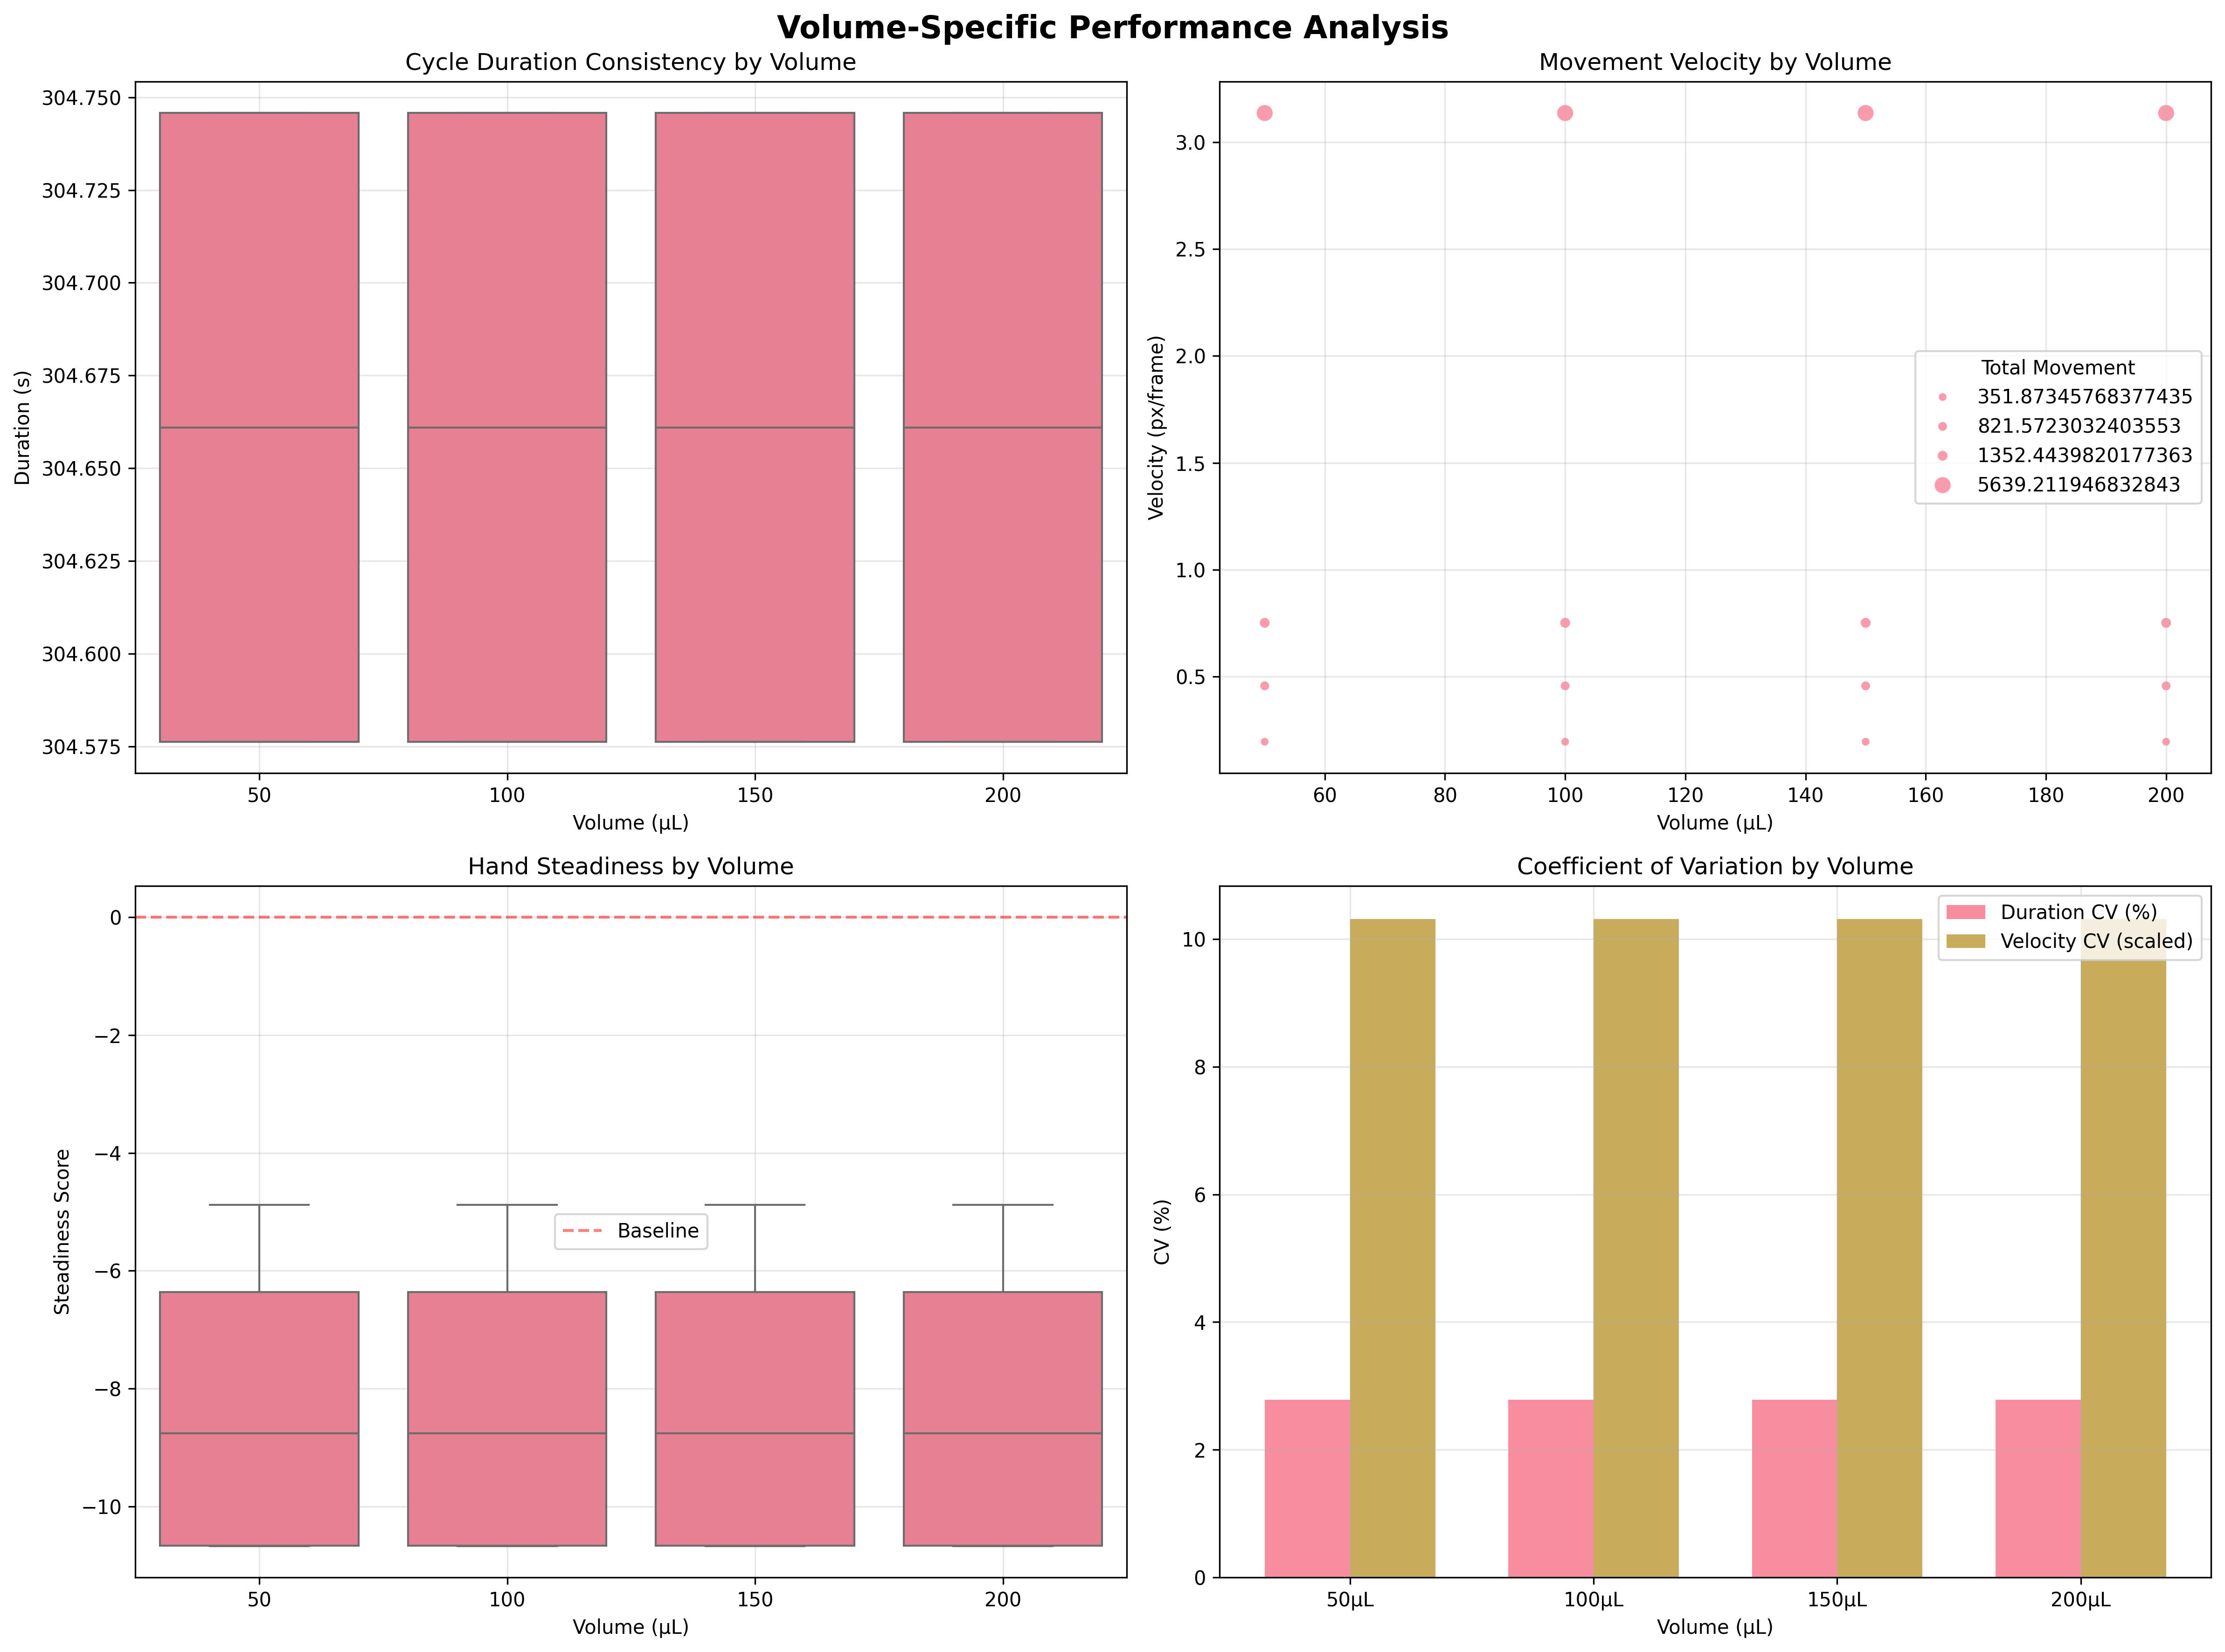 Volume-Specific Performance Analysis
Cycle Duration Consistency by Volume
Duration (s)
304.750
304.725
304.700
304.675
304.650
304.625
304.600
304.575
50 100 150 200
Volume (µL)
Movement Velocity by Volume
Velocity (px/frame)
3.0
2.5
2.0
1.5
1.0
0.5
Total Movement
351.87345768377435
821.5723032403553
1352.4439820177363
5639.211946832843
60 80 100 120 140 160 180 200
Volume (µL)
Hand Steadiness by Volume
Steadiness Score
0
−2
−4
−6
−8
−10
Baseline
50 100 150 200
Volume (µL)
Coefficient of Variation by Volume
CV (%)
10
8
6
4
2
0
Duration CV (%)
Velocity CV (scaled)
50µL 100µL 150µL 200µL
Volume (µL)